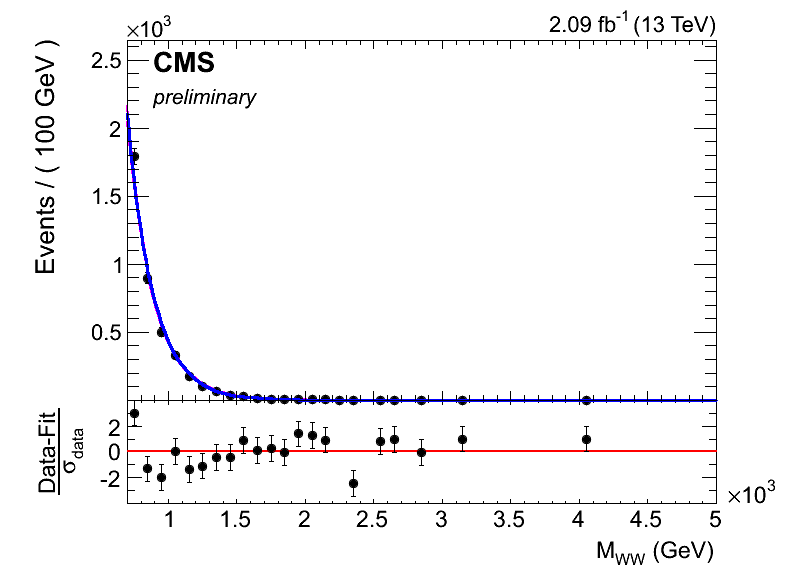 ×10³
2.09 fb⁻¹ (13 TeV)
CMS
preliminary
Events / ( 100 GeV )
2.5
2
1.5
1
0.5
Data-Fit
σ_data
2
0
-2
1 1.5 2 2.5 3 3.5 4 4.5 5
×10³
M_WW (GeV)